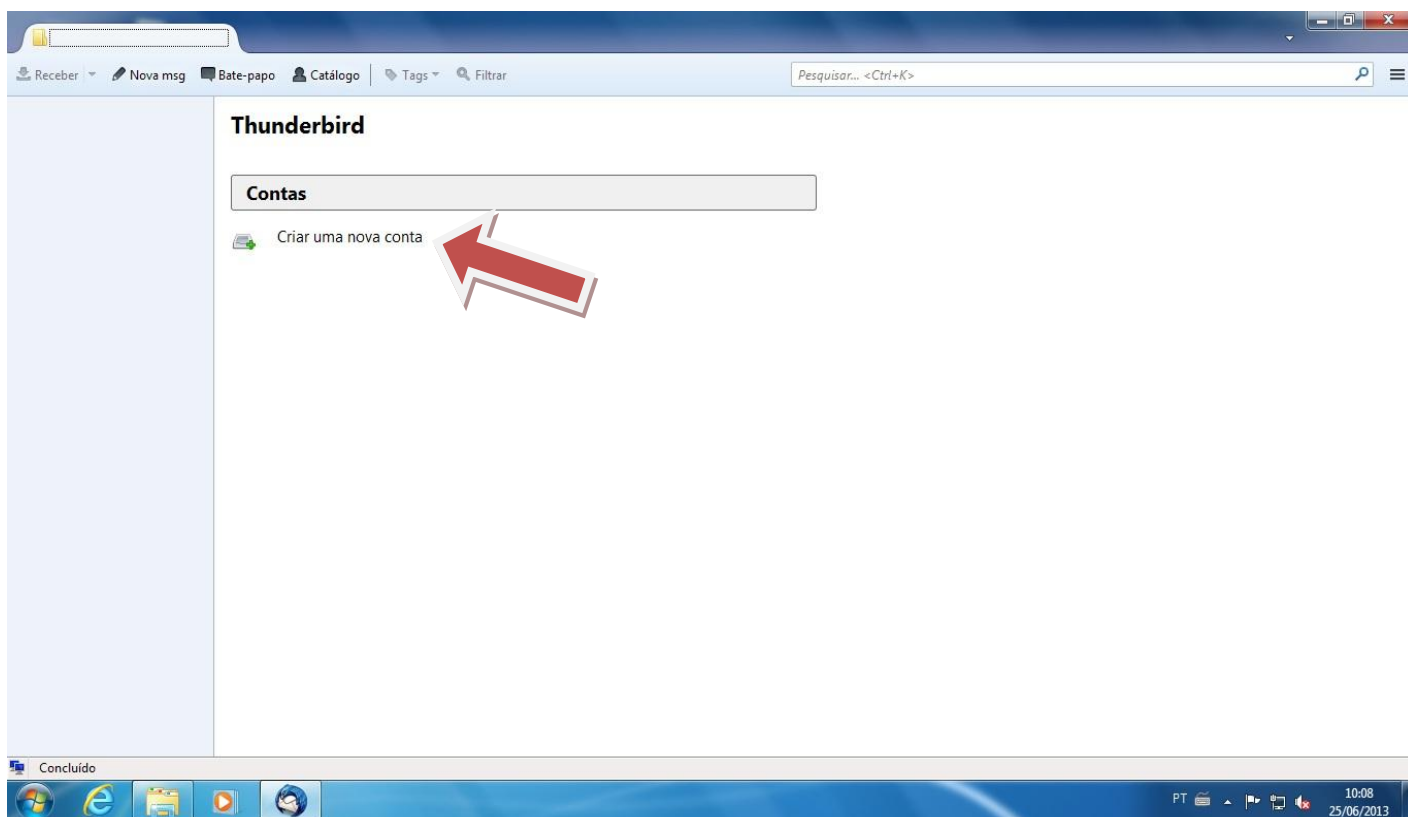 Receber Nova msg Bate-papo Catálogo Tags Filtrar Pesquisar... <Ctrl+K>
Thunderbird
Contas
Criar uma nova conta
Concluído
PT 10:08
25/06/2013